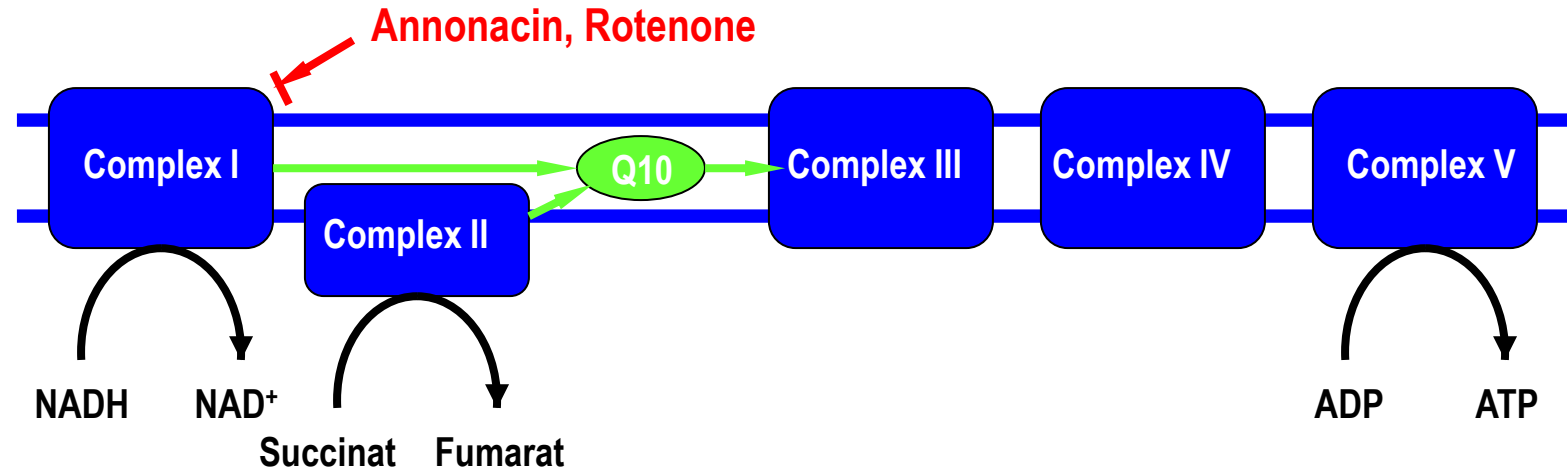 Annonacin, Rotenone
Complex I
Q10
Complex III
Complex IV
Complex V
Complex II
NADH
NAD⁺
ADP
ATP
Succinat
Fumarat